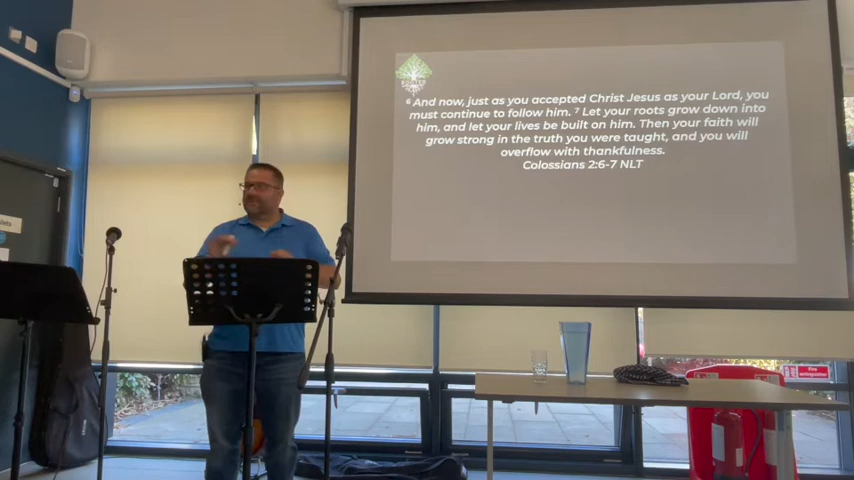 ROOTED
⁶ And now, just as you accepted Christ Jesus as your Lord, you
must continue to follow him. ⁷ Let your roots grow down into
him, and let your lives be built on him. Then your faith will
grow strong in the truth you were taught, and you will
overflow with thankfulness.
Colossians 2:6-7 NLT
Fire